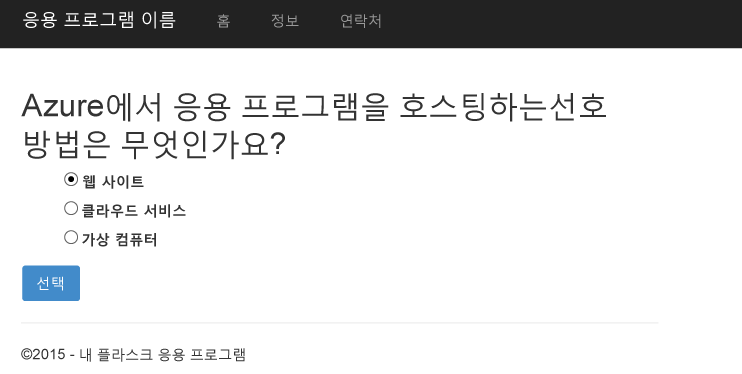 응용 프로그램 이름 홈 정보 연락처
Azure에서 응용 프로그램을 호스팅하는선호
방법은 무엇인가요?
웹 사이트
클라우드 서비스
가상 컴퓨터
선택
©2015 - 내 플라스크 응용 프로그램